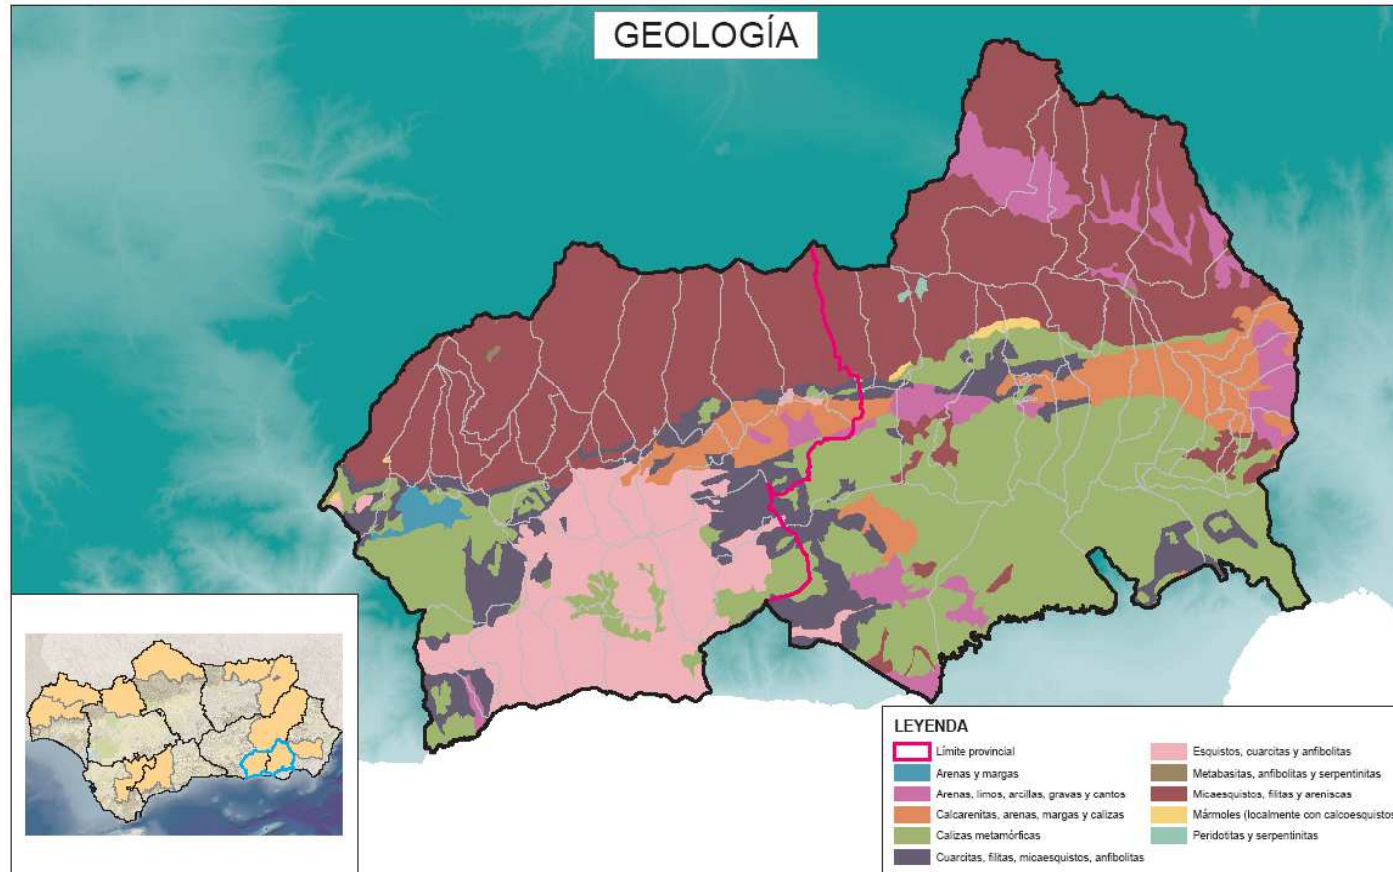 GEOLOGÍA
LEYENDA
Límite provincial
Arenas y margas
Arenas, limos, arcillas, gravas y cantos
Calcarenitas, arenas, margas y calizas
Calizas metamórficas
Cuarcitas, filitas, micaesquistos, anfibolitas
Esquistos, cuarcitas y anfibolitas
Metabasitas, anfibolitas y serpentinitas
Micaesquistos, filitas y areniscas
Mármoles (localmente con calcoesquistos
Peridotitas y serpentinitas